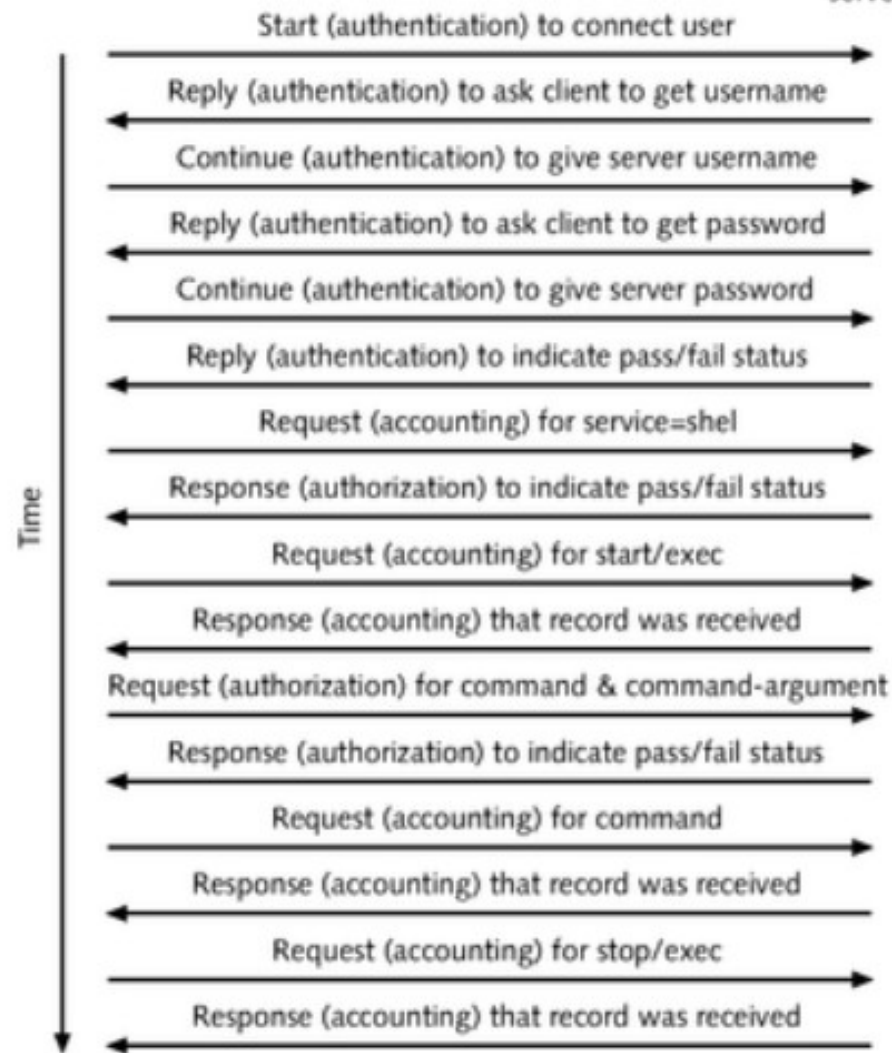 Start (authentication) to connect user
Reply (authentication) to ask client to get username
Continue (authentication) to give server username
Reply (authentication) to ask client to get password
Continue (authentication) to give server password
Reply (authentication) to indicate pass/fail status
Request (accounting) for service=shel
Response (authorization) to indicate pass/fail status
Time
Request (accounting) for start/exec
Response (accounting) that record was received
Request (authorization) for command & command-argument
Response (authorization) to indicate pass/fail status
Request (accounting) for command
Response (accounting) that record was received
Request (accounting) for stop/exec
Response (accounting) that record was received